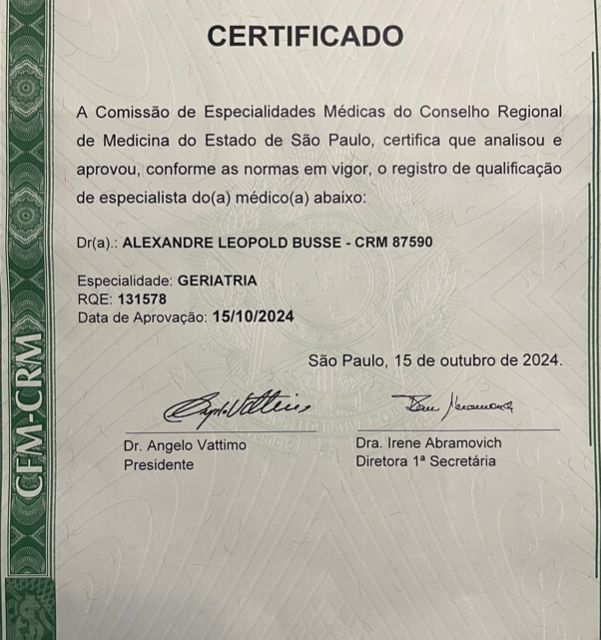 CERTIFICADO
A Comissão de Especialidades Médicas do Conselho Regional
de Medicina do Estado de São Paulo, certifica que analisou e
aprovou, conforme as normas em vigor, o registro de qualificação
de especialista do(a) médico(a) abaixo:
Dr(a).: ALEXANDRE LEOPOLD BUSSE - CRM 87590
Especialidade: GERIATRIA
RQE: 131578
Data de Aprovação: 15/10/2024
São Paulo, 15 de outubro de 2024.
Dr. Angelo Vattimo
Presidente
Dra. Irene Abramovich
Diretora 1ª Secretária
CFM-CRM